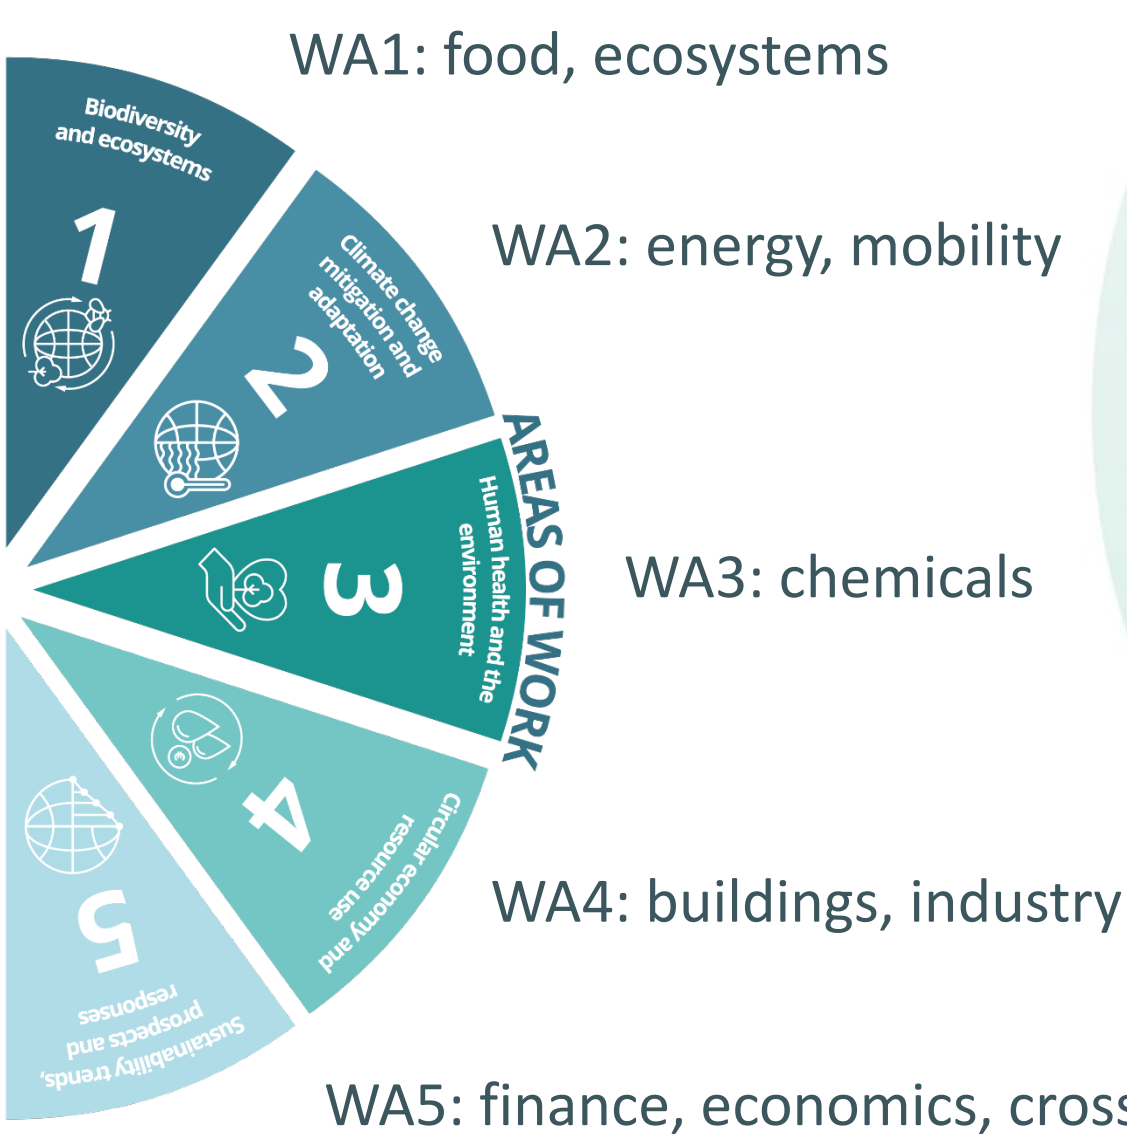 WA1: food, ecosystems
Biodiversity
and ecosystems
1
WA2: energy, mobility
Climate change
mitigation and
adaptation
2
AREAS OF WORK
Human health and the
environment
3
WA3: chemicals
4
Circular economy and
resource use
WA4: buildings, industry
€
5
Sustainability trends,
prospects and
responses
WA5: finance, economics, cross